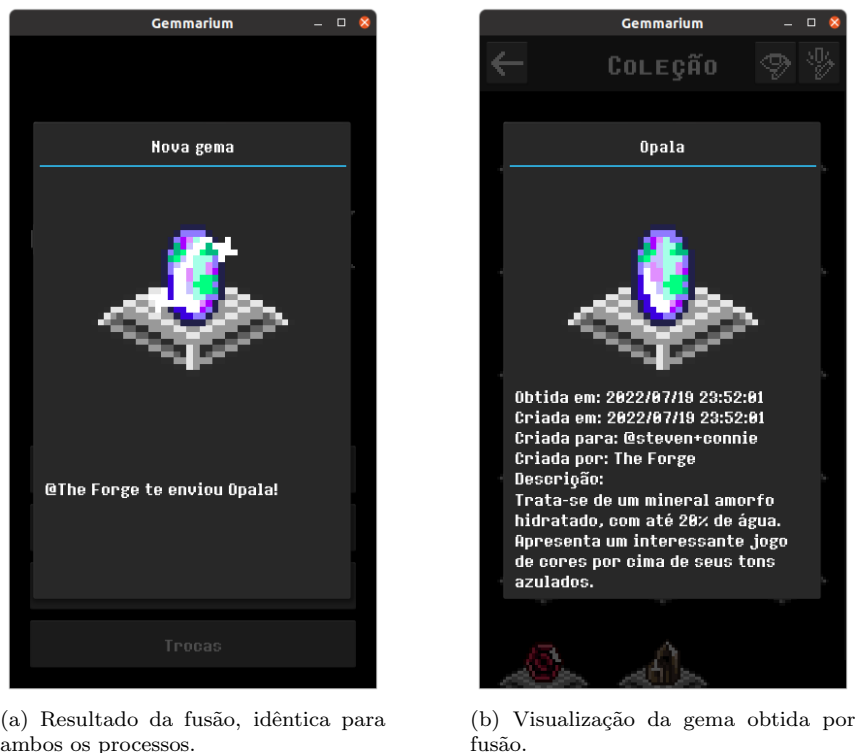 Gemmarium
Nova gema
@The Forge te enviou Opala!
Trocas
(a) Resultado da fusão, idêntica para
ambos os processos.
Gemmarium
Coleção
Opala
Obtida em: 2022/07/19 23:52:01
Criada em: 2022/07/19 23:52:01
Criada para: @steven+connie
Criada por: The Forge
Descrição:
Trata-se de um mineral amorfo
hidratado, com até 20% de água.
Apresenta um interessante jogo
de cores por cima de seus tons
azulados.
(b) Visualização da gema obtida por
fusão.